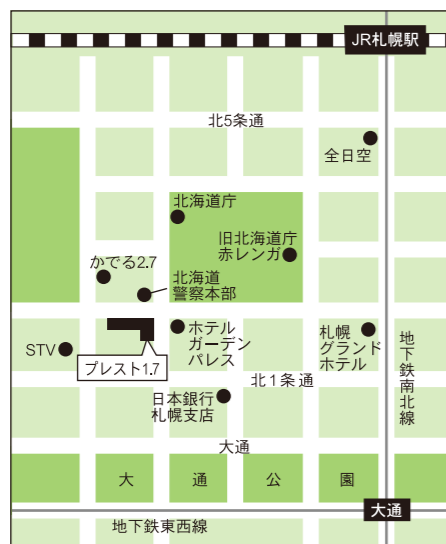 JR札幌駅
北5条通
全日空
北海道庁
旧北海道庁
赤レンガ
かでる2.7
北海道
警察本部
STV
プレスト1.7
ホテル
ガーデン
パレス
札幌
グランド
ホテル
地下鉄南北線
北1条通
日本銀行
札幌支店
大通
大通公園
大通
地下鉄東西線